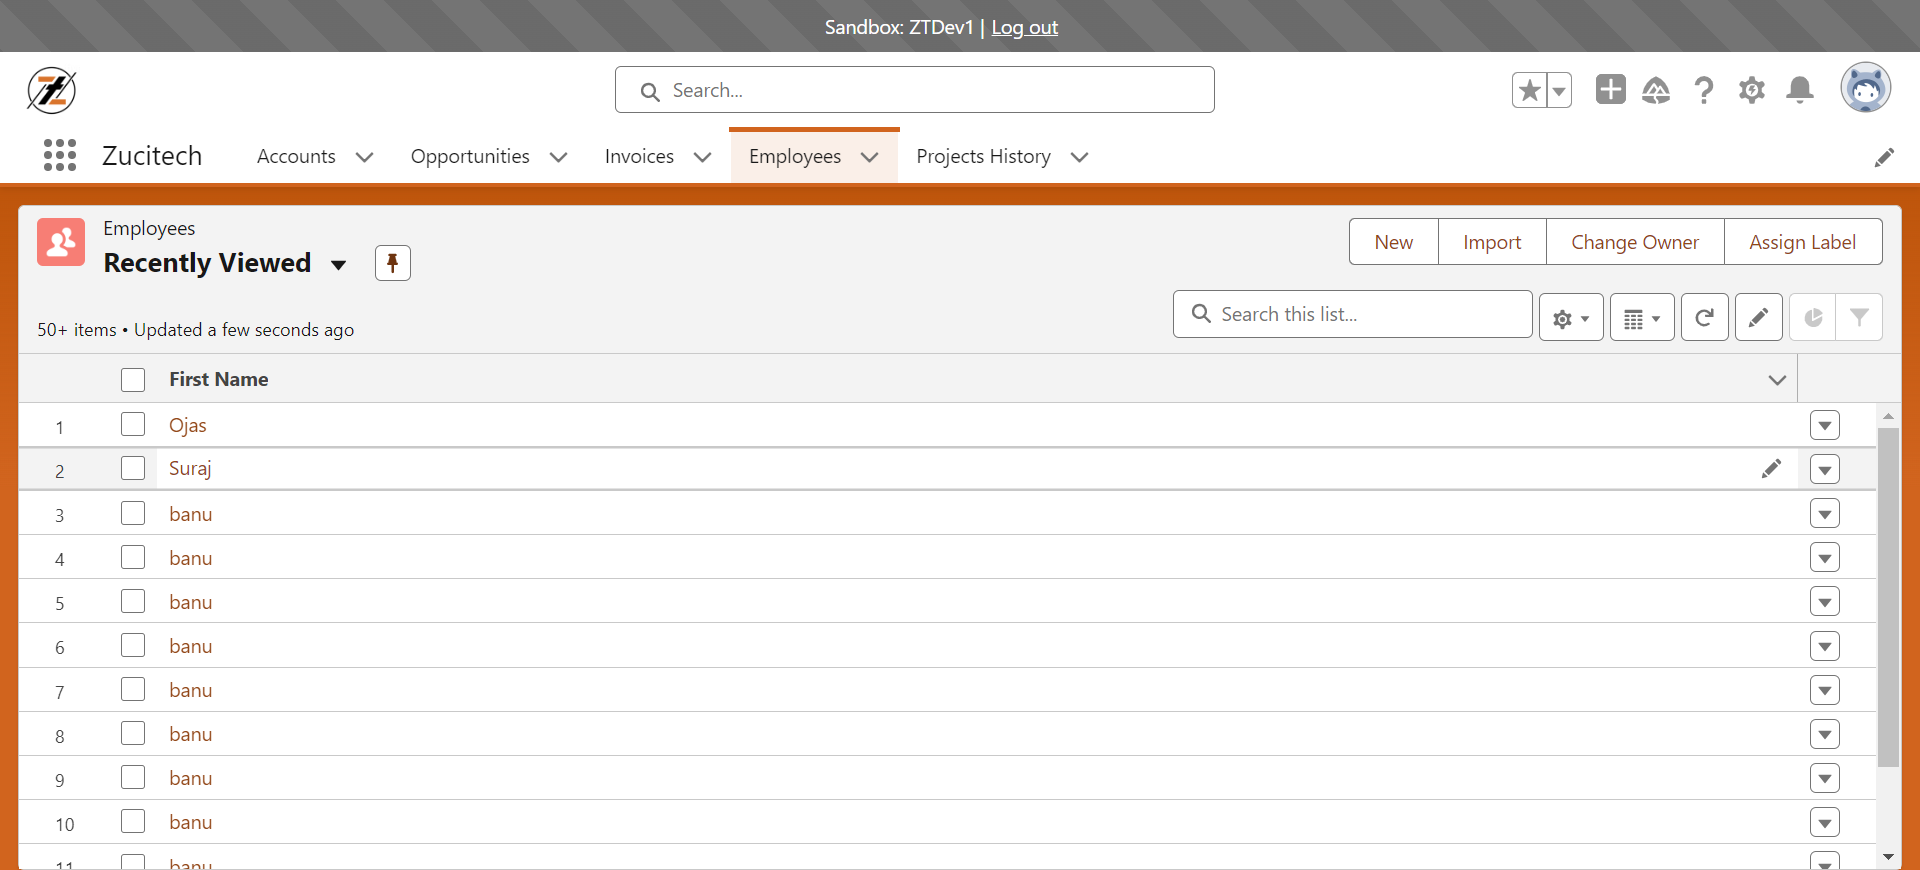 Sandbox: ZTDev1 | Log out
Search...
Zucitech Accounts Opportunities Invoices Employees Projects History
Employees
Recently Viewed
New Import Change Owner Assign Label
50+ items • Updated a few seconds ago
Search this list...
First Name
1 Ojas
2 Suraj
3 banu
4 banu
5 banu
6 banu
7 banu
8 banu
9 banu
10 banu
11 banu